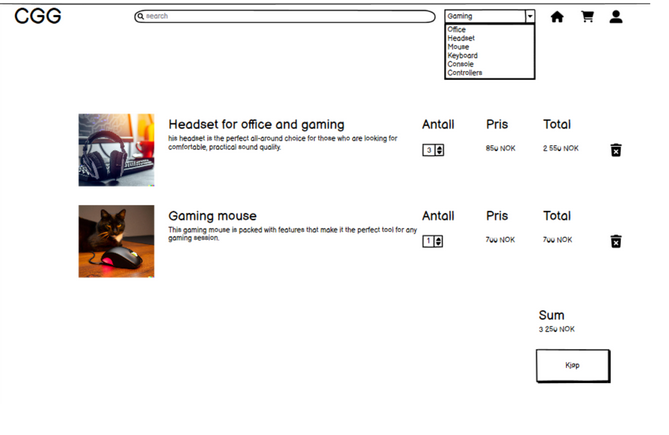 CGG
search
Gaming
Office
Headset
Mouse
Keyboard
Console
Controllers
Headset for office and gaming
Antall
Pris
Total
his headset is the perfect all-around choice for those who are looking for
comfortable, practical sound quality.
3
850 NOK
2 550 NOK
Gaming mouse
Antall
Pris
Total
This gaming mouse is packed with features that make it the perfect tool for any
gaming session.
1
700 NOK
700 NOK
Sum
3 250 NOK
Kjøp